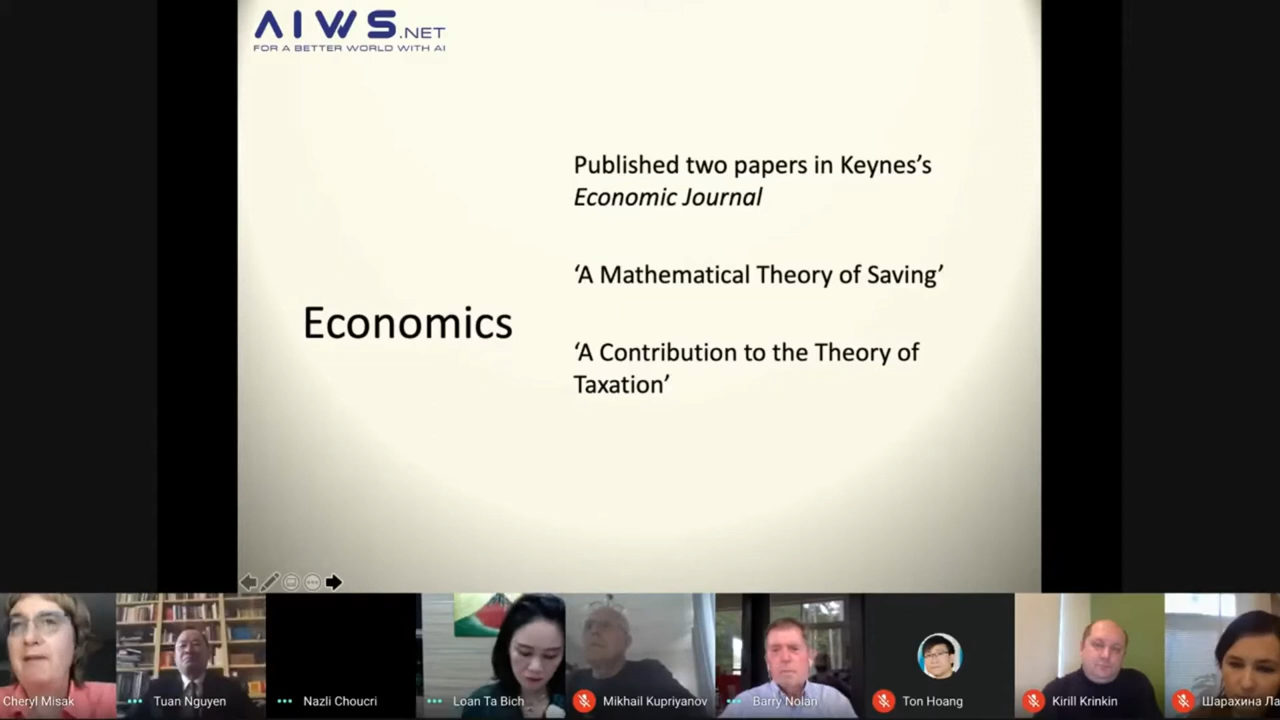 AIWS.NET
FOR A BETTER WORLD WITH AI
Published two papers in Keynes’s
Economic Journal
‘A Mathematical Theory of Saving’
Economics
‘A Contribution to the Theory of
Taxation’
Cheryl Misak
Tuan Nguyen
Nazli Choucri
Loan Ta Bich
Mikhail Kupriyanov
Barry Nolan
Ton Hoang
Kirill Krinkin
Шарахина Ла